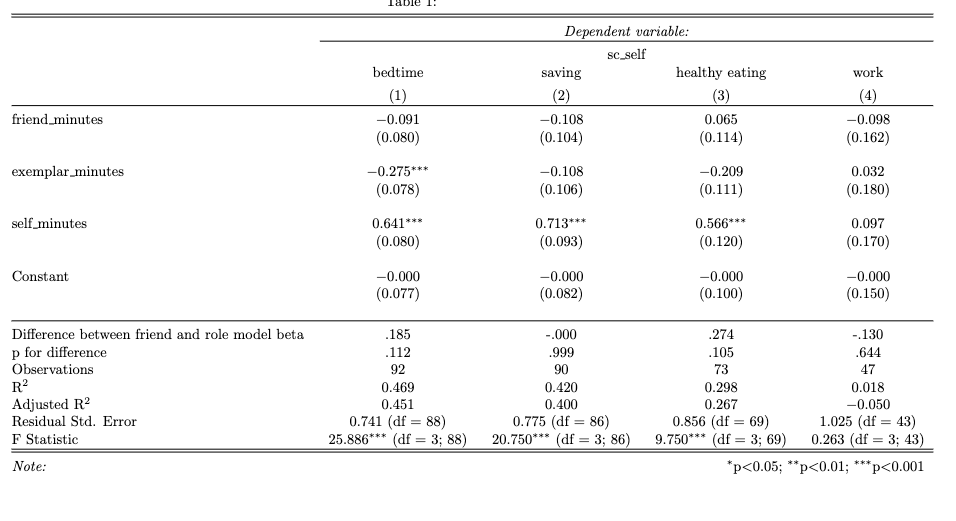 Table 1:
Dependent variable:
sc_self
bedtime saving healthy eating work
(1) (2) (3) (4)
friend_minutes −0.091 −0.108 0.065 −0.098
(0.080) (0.104) (0.114) (0.162)
exemplar_minutes −0.275*** −0.108 −0.209 0.032
(0.078) (0.106) (0.111) (0.180)
self_minutes 0.641*** 0.713*** 0.566*** 0.097
(0.080) (0.093) (0.120) (0.170)
Constant −0.000 −0.000 −0.000 −0.000
(0.077) (0.082) (0.100) (0.150)
Difference between friend and role model beta .185 -.000 .274 -.130
p for difference .112 .999 .105 .644
Observations 92 90 73 47
R² 0.469 0.420 0.298 0.018
Adjusted R² 0.451 0.400 0.267 −0.050
Residual Std. Error 0.741 (df = 88) 0.775 (df = 86) 0.856 (df = 69) 1.025 (df = 43)
F Statistic 25.886*** (df = 3; 88) 20.750*** (df = 3; 86) 9.750*** (df = 3; 69) 0.263 (df = 3; 43)
Note: *p<0.05; **p<0.01; ***p<0.001